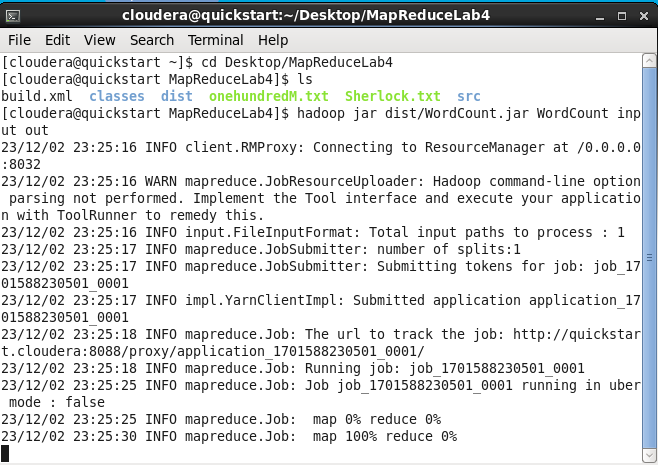 cloudera@quickstart:~/Desktop/MapReduceLab4
File Edit View Search Terminal Help
[cloudera@quickstart ~]$ cd Desktop/MapReduceLab4
[cloudera@quickstart MapReduceLab4]$ ls
build.xml  classes  dist  onehundredM.txt  Sherlock.txt  src
[cloudera@quickstart MapReduceLab4]$ hadoop jar dist/WordCount.jar WordCount inp
ut out
23/12/02 23:25:16 INFO client.RMProxy: Connecting to ResourceManager at /0.0.0.0
:8032
23/12/02 23:25:16 WARN mapreduce.JobResourceUploader: Hadoop command-line option
 parsing not performed. Implement the Tool interface and execute your applicatio
n with ToolRunner to remedy this.
23/12/02 23:25:16 INFO input.FileInputFormat: Total input paths to process : 1
23/12/02 23:25:17 INFO mapreduce.JobSubmitter: number of splits:1
23/12/02 23:25:17 INFO mapreduce.JobSubmitter: Submitting tokens for job: job_17
01588230501_0001
23/12/02 23:25:17 INFO impl.YarnClientImpl: Submitted application application_17
01588230501_0001
23/12/02 23:25:18 INFO mapreduce.Job: The url to track the job: http://quickstar
t.cloudera:8088/proxy/application_1701588230501_0001/
23/12/02 23:25:18 INFO mapreduce.Job: Running job: job_1701588230501_0001
23/12/02 23:25:25 INFO mapreduce.Job: Job job_1701588230501_0001 running in uber
 mode : false
23/12/02 23:25:25 INFO mapreduce.Job:  map 0% reduce 0%
23/12/02 23:25:30 INFO mapreduce.Job:  map 100% reduce 0%